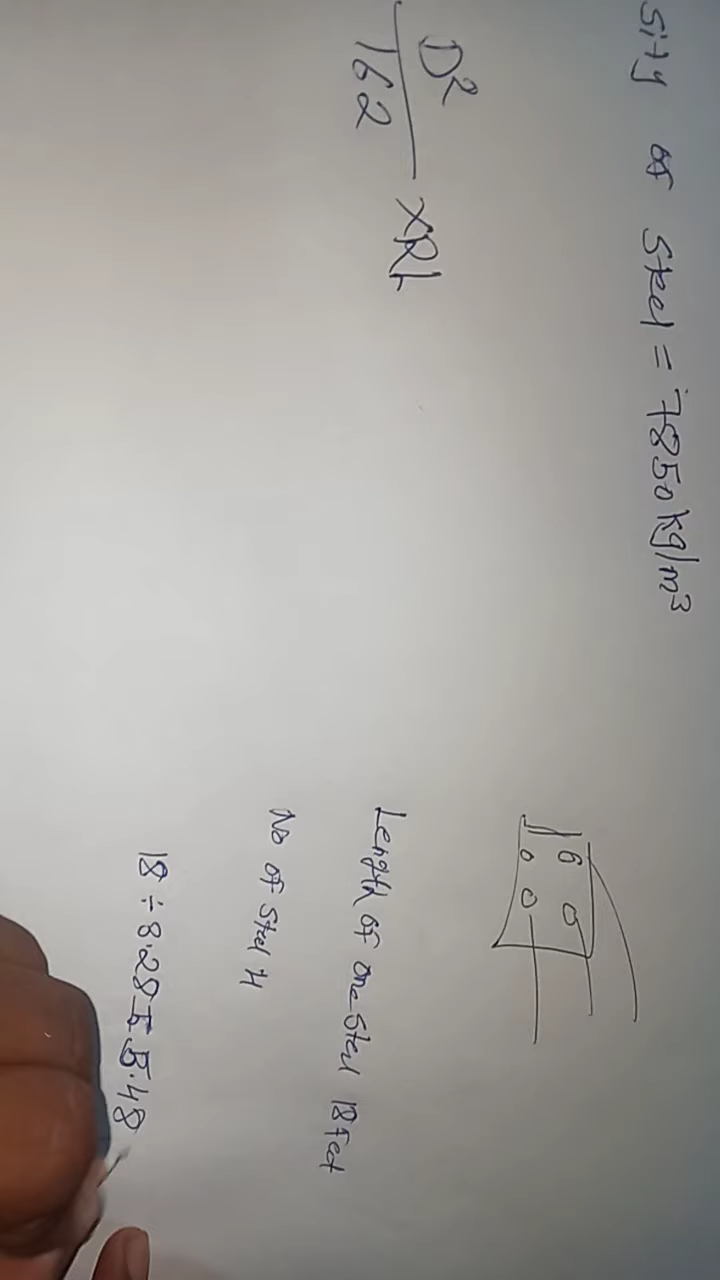 sity of Steel = 7850 kg/m³
D²
162
× RL
Length of one Steel 18 Feet
No of Steel 4
18 ÷ 3.28 = 5.48